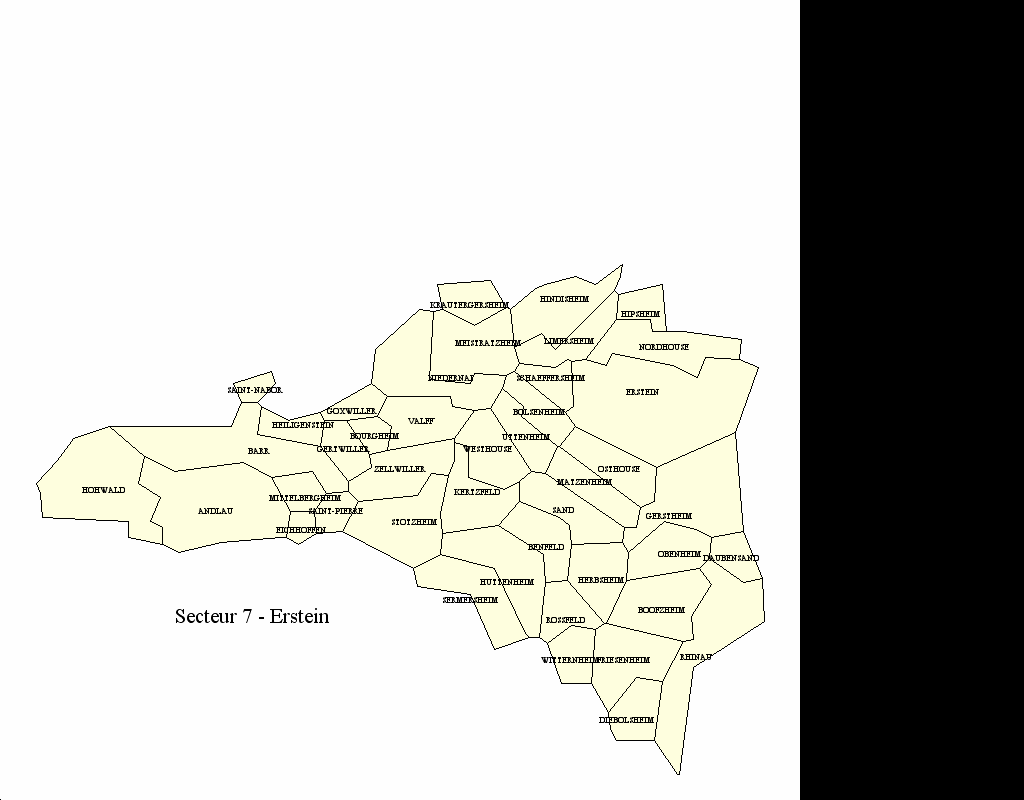 HINDISHEIM
KRAUTERGERSHEIM
HIPSHEIM
MEISTRATZHEIM
LIMERSHEIM
NORDHOUSE
NIEDERNAI
SCHAEFFERSHEIM
SAINT-NABOR
ERSTEIN
GOXWILLER
BOLSENHEIM
HEILIGENSTEIN
VALFF
BOURGHEIM
UTTENHEIM
BARR
GERTWILLER
WESTHOUSE
ZELLWILLER
OSTHOUSE
MATZENHEIM
HOHWALD
KERTZFELD
MITTELBERGHEIM
ANDLAU
SAINT-PIERRE
SAND
GERSTHEIM
STOTZHEIM
EICHHOFFEN
BENFELD
OBENHEIM
DAUBENSAND
HUTTENHEIM
HERBSHEIM
SERMERSHEIM
BOOFZHEIM
Secteur 7 - Erstein
ROSSFELD
WITTERNHEIM
FRIESENHEIM
RHINAU
DIEBOLSHEIM